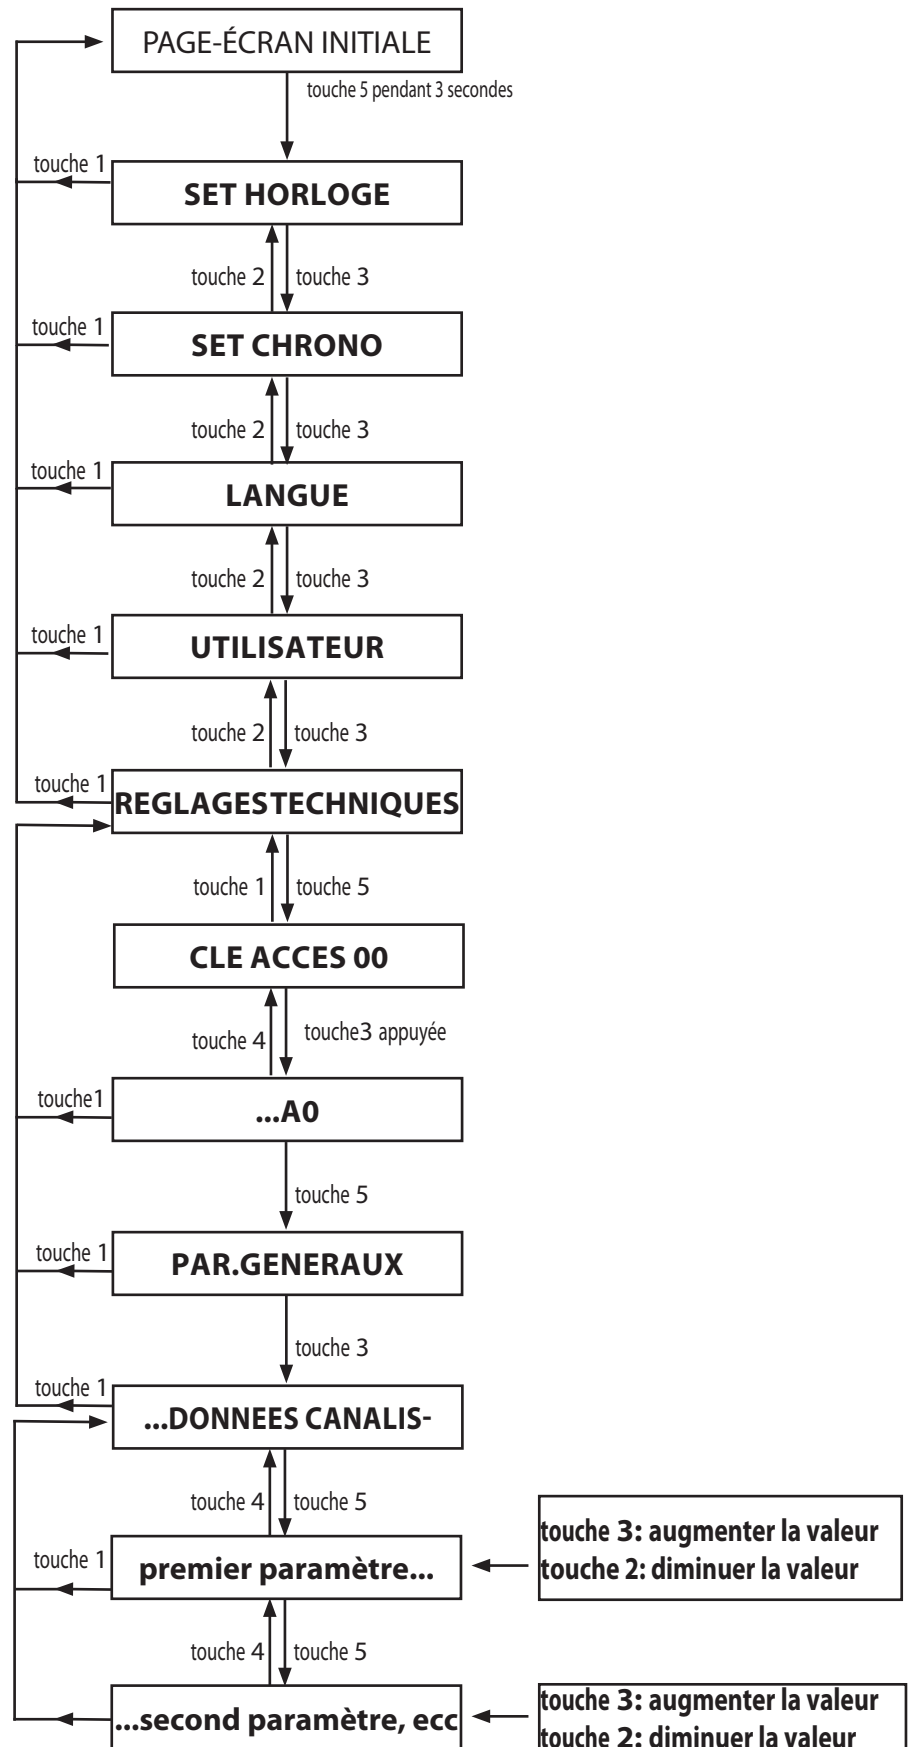 PAGE-ÉCRAN INITIALE
touche 5 pendant 3 secondes
touche 1
SET HORLOGE
touche 2
touche 3
touche 1
SET CHRONO
touche 2
touche 3
touche 1
LANGUE
touche 2
touche 3
touche 1
UTILISATEUR
touche 2
touche 3
touche 1
REGLAGESTECHNIQUES
touche 1
touche 5
CLE ACCES 00
touche 4
touche3 appuyée
touche1
...A0
touche 5
touche 1
PAR.GENERAUX
touche 3
touche 1
...DONNEES CANALIS-
touche 4
touche 5
touche 1
premier paramètre...
touche 3: augmenter la valeur
touche 2: diminuer la valeur
touche 4
touche 5
...second paramètre, ecc
touche 3: augmenter la valeur
touche 2: diminuer la valeur